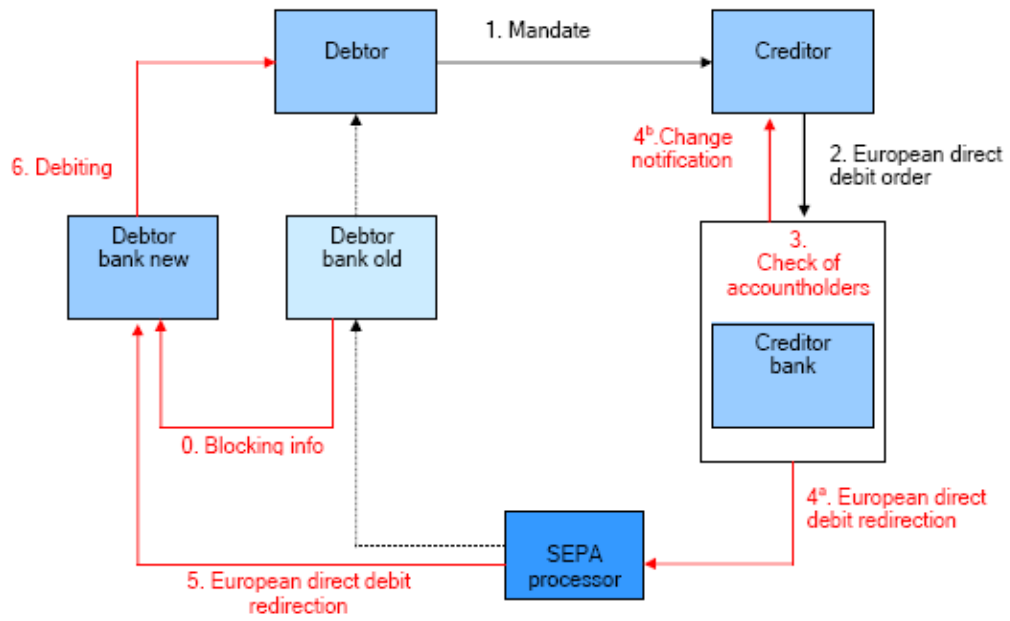 Debtor
1. Mandate
Creditor
4ᵇ.Change
notification
2. European direct
debit order
6. Debiting
Debtor
bank new
Debtor
bank old
3.
Check of
accountholders
Creditor
bank
0. Blocking info
4ᵃ. European direct
debit redirection
SEPA
processor
5. European direct debit
redirection